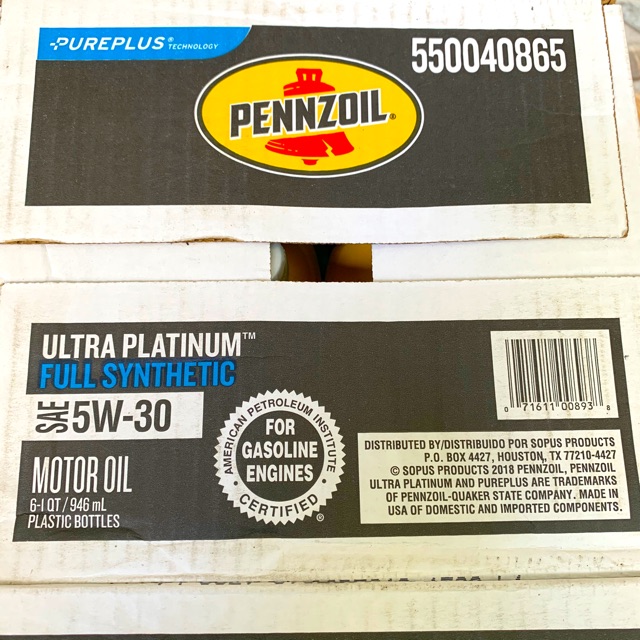 PUREPLUS® TECHNOLOGY
550040865
PENNZOIL®
ULTRA PLATINUM™
FULL SYNTHETIC
SAE 5W-30
MOTOR OIL
6-1 QT / 946 mL
PLASTIC BOTTLES
AMERICAN PETROLEUM INSTITUTE
FOR
GASOLINE
ENGINES
CERTIFIED®
0 71611 00893 8
DISTRIBUTED BY/DISTRIBUIDO POR SOPUS PRODUCTS
P.O. BOX 4427, HOUSTON, TX 77210-4427
© SOPUS PRODUCTS 2018 PENNZOIL, PENNZOIL
ULTRA PLATINUM AND PUREPLUS ARE TRADEMARKS
OF PENNZOIL-QUAKER STATE COMPANY. MADE IN
USA OF DOMESTIC AND IMPORTED COMPONENTS.